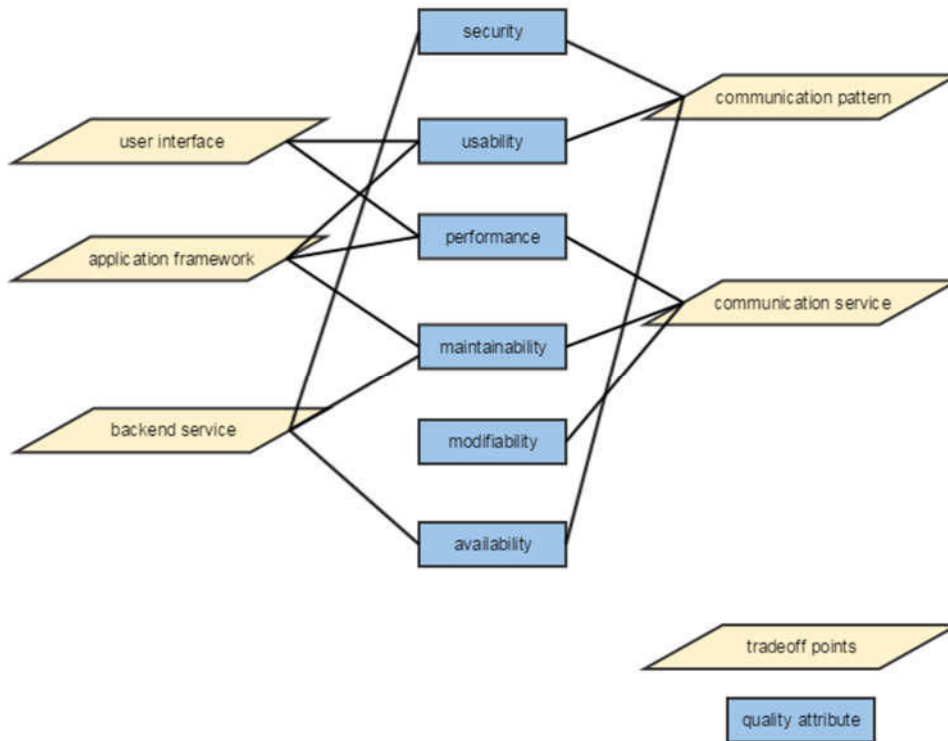 security
communication pattern
user interface
usability
performance
application framework
communication service
maintainability
backend service
modifiability
availability
tradeoff points
quality attribute